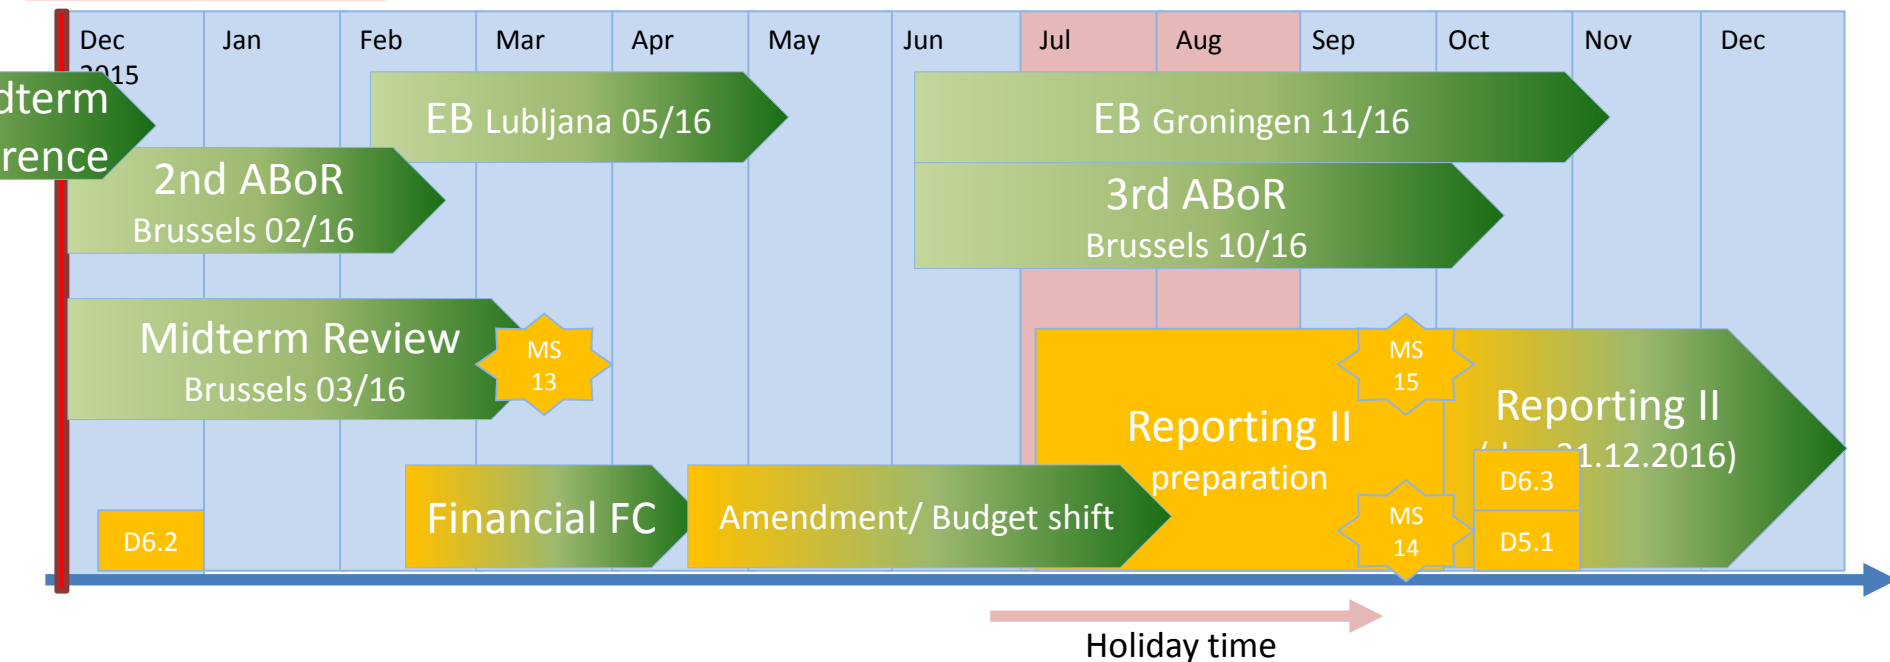 Dec
2015
Jan
Feb
Mar
Apr
May
Jun
Jul
Aug
Sep
Oct
Nov
Dec
EB Lubljana 05/16
EB Groningen 11/16
2nd ABoR
Brussels 02/16
3rd ABoR
Brussels 10/16
Midterm Review
Brussels 03/16
MS
13
MS
15
Reporting II
preparation
Reporting II
D6.2
Financial FC
Amendment/ Budget shift
MS
14
D6.3
D5.1
Holiday time